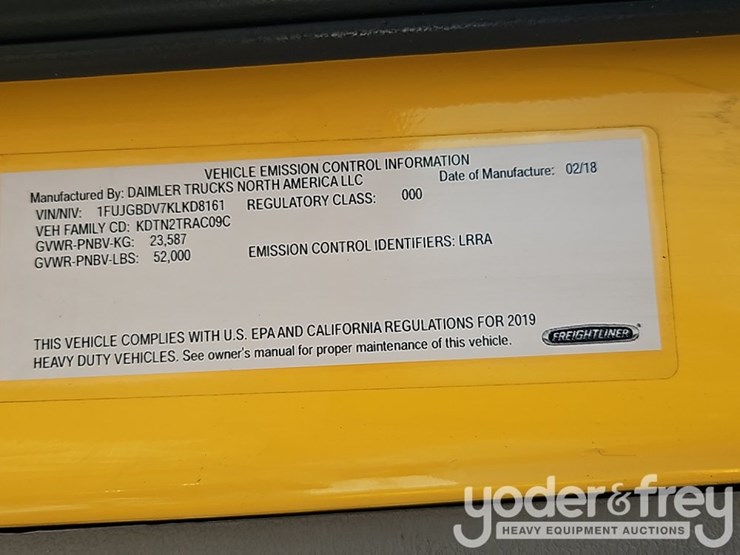 VEHICLE EMISSION CONTROL INFORMATION
Manufactured By: DAIMLER TRUCKS NORTH AMERICA LLC Date of Manufacture: 02/18
VIN/NIV: 1FUJGBDV7KLKD8161 REGULATORY CLASS: 000
VEH FAMILY CD: KDTN2TRAC09C
GVWR-PNBV-KG: 23,587
GVWR-PNBV-LBS: 52,000 EMISSION CONTROL IDENTIFIERS: LRRA
THIS VEHICLE COMPLIES WITH U.S. EPA AND CALIFORNIA REGULATIONS FOR 2019
HEAVY DUTY VEHICLES. See owner's manual for proper maintenance of this vehicle.
FREIGHTLINER
yoder&frey
HEAVY EQUIPMENT AUCTIONS